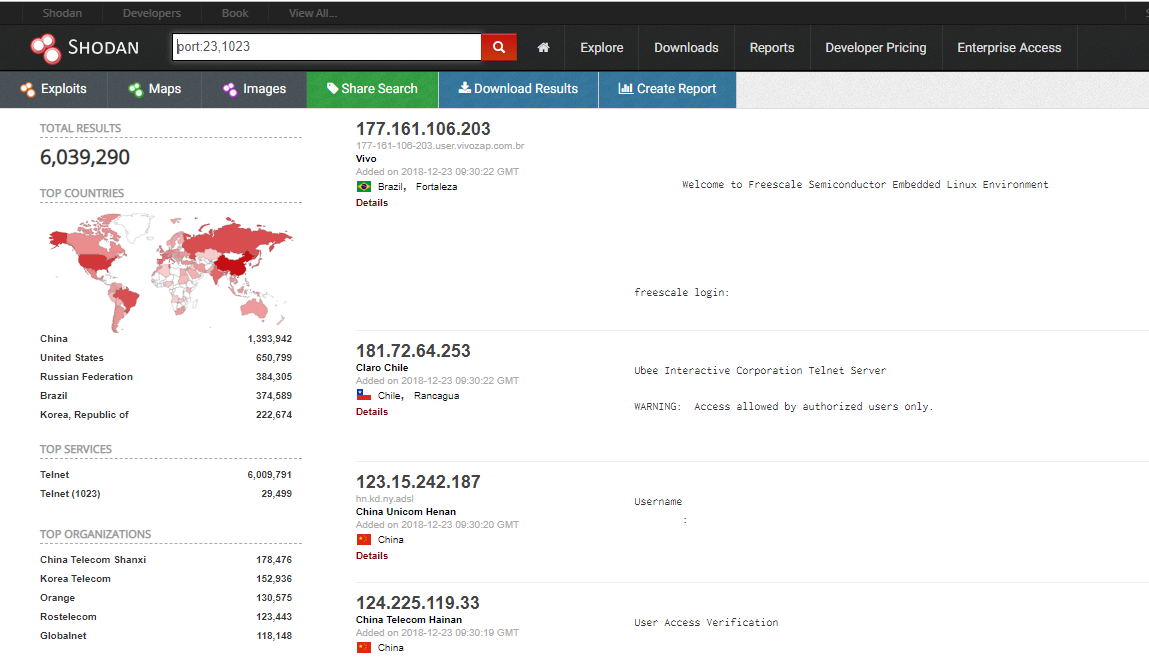 Shodan Developers Book View All...
SHODAN port:23,1023 Explore Downloads Reports Developer Pricing Enterprise Access
Exploits Maps Images Share Search Download Results Create Report
TOTAL RESULTS
6,039,290
TOP COUNTRIES
China 1,393,942
United States 650,799
Russian Federation 384,305
Brazil 374,589
Korea, Republic of 222,674
TOP SERVICES
Telnet 6,009,791
Telnet (1023) 29,499
TOP ORGANIZATIONS
China Telecom Shanxi 178,476
Korea Telecom 152,936
Orange 130,575
Rostelecom 123,443
Globalnet 118,148
177.161.106.203
177-161-106-203.user.vivozap.com.br
Vivo
Added on 2018-12-23 09:30:22 GMT
Brazil, Fortaleza
Details
Welcome to Freescale Semiconductor Embedded Linux Environment
freescale login:
181.72.64.253
Claro Chile
Added on 2018-12-23 09:30:22 GMT
Chile, Rancagua
Details
Ubee Interactive Corporation Telnet Server
WARNING: Access allowed by authorized users only.
123.15.242.187
hn.kd.ny.adsl
China Unicom Henan
Added on 2018-12-23 09:30:20 GMT
China
Details
Username
:
124.225.119.33
China Telecom Hainan
Added on 2018-12-23 09:30:19 GMT
China
User Access Verification